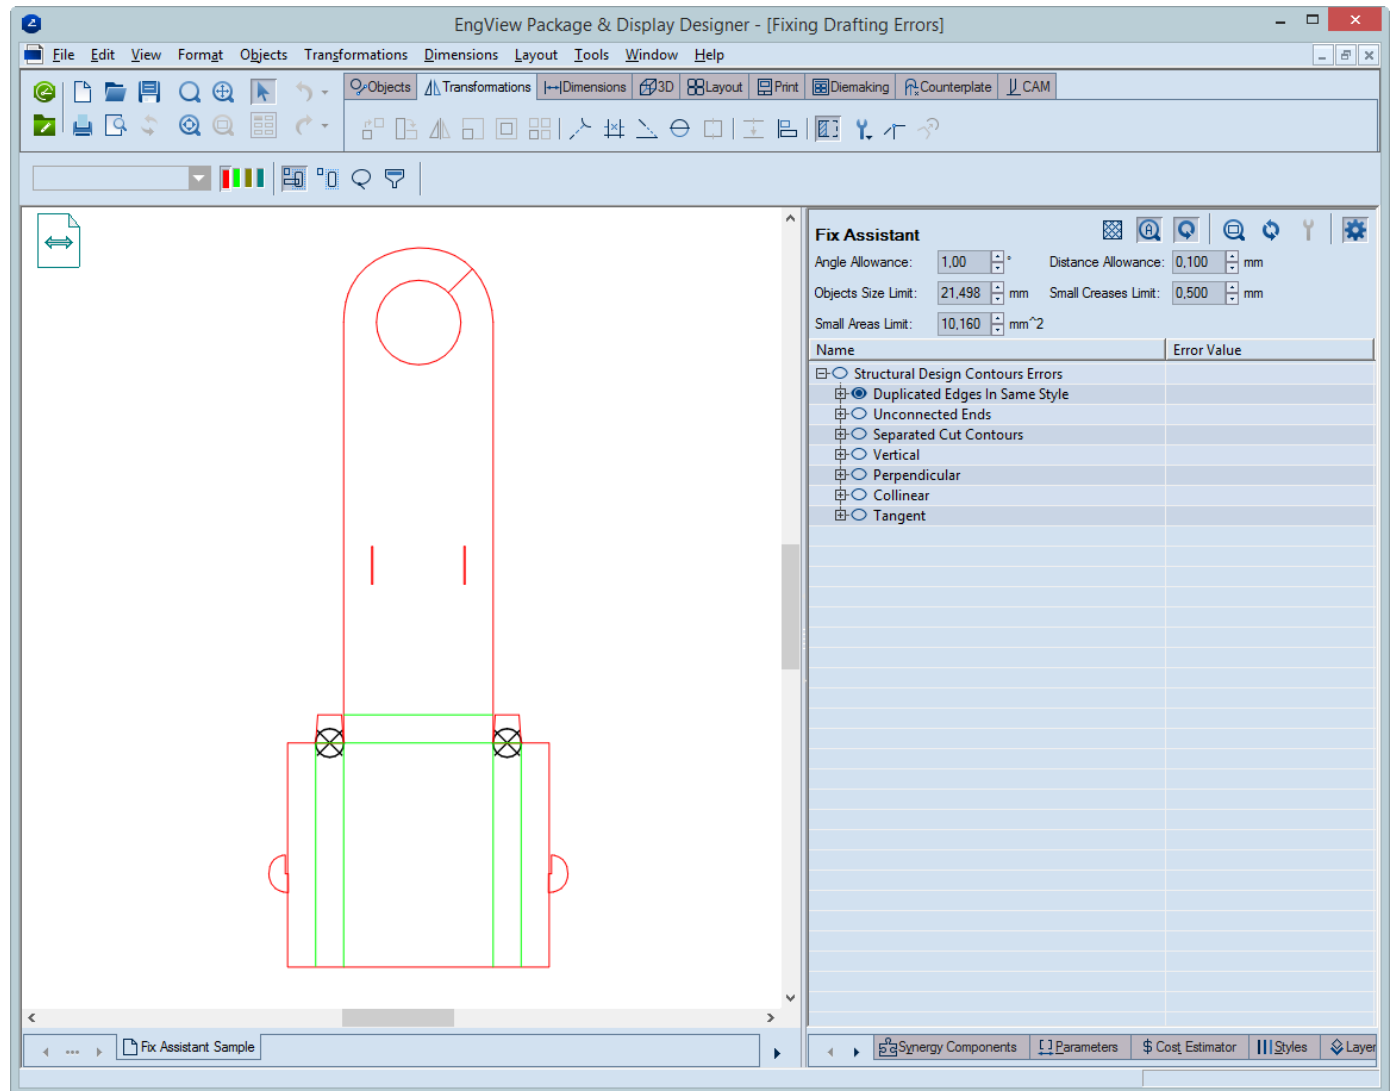 EngView Package & Display Designer - [Fixing Drafting Errors]
File Edit View Format Objects Transformations Dimensions Layout Tools Window Help
Objects Transformations Dimensions 3D Layout Print Diemaking Counterplate CAM
Fix Assistant
Angle Allowance: 1,00 ° Distance Allowance: 0,100 mm
Objects Size Limit: 21,498 mm Small Creases Limit: 0,500 mm
Small Areas Limit: 10,160 mm^2
Name Error Value
Structural Design Contours Errors
Duplicated Edges In Same Style
Unconnected Ends
Separated Cut Contours
Vertical
Perpendicular
Collinear
Tangent
Fix Assistant Sample
Synergy Components Parameters $ Cost Estimator Styles Layer